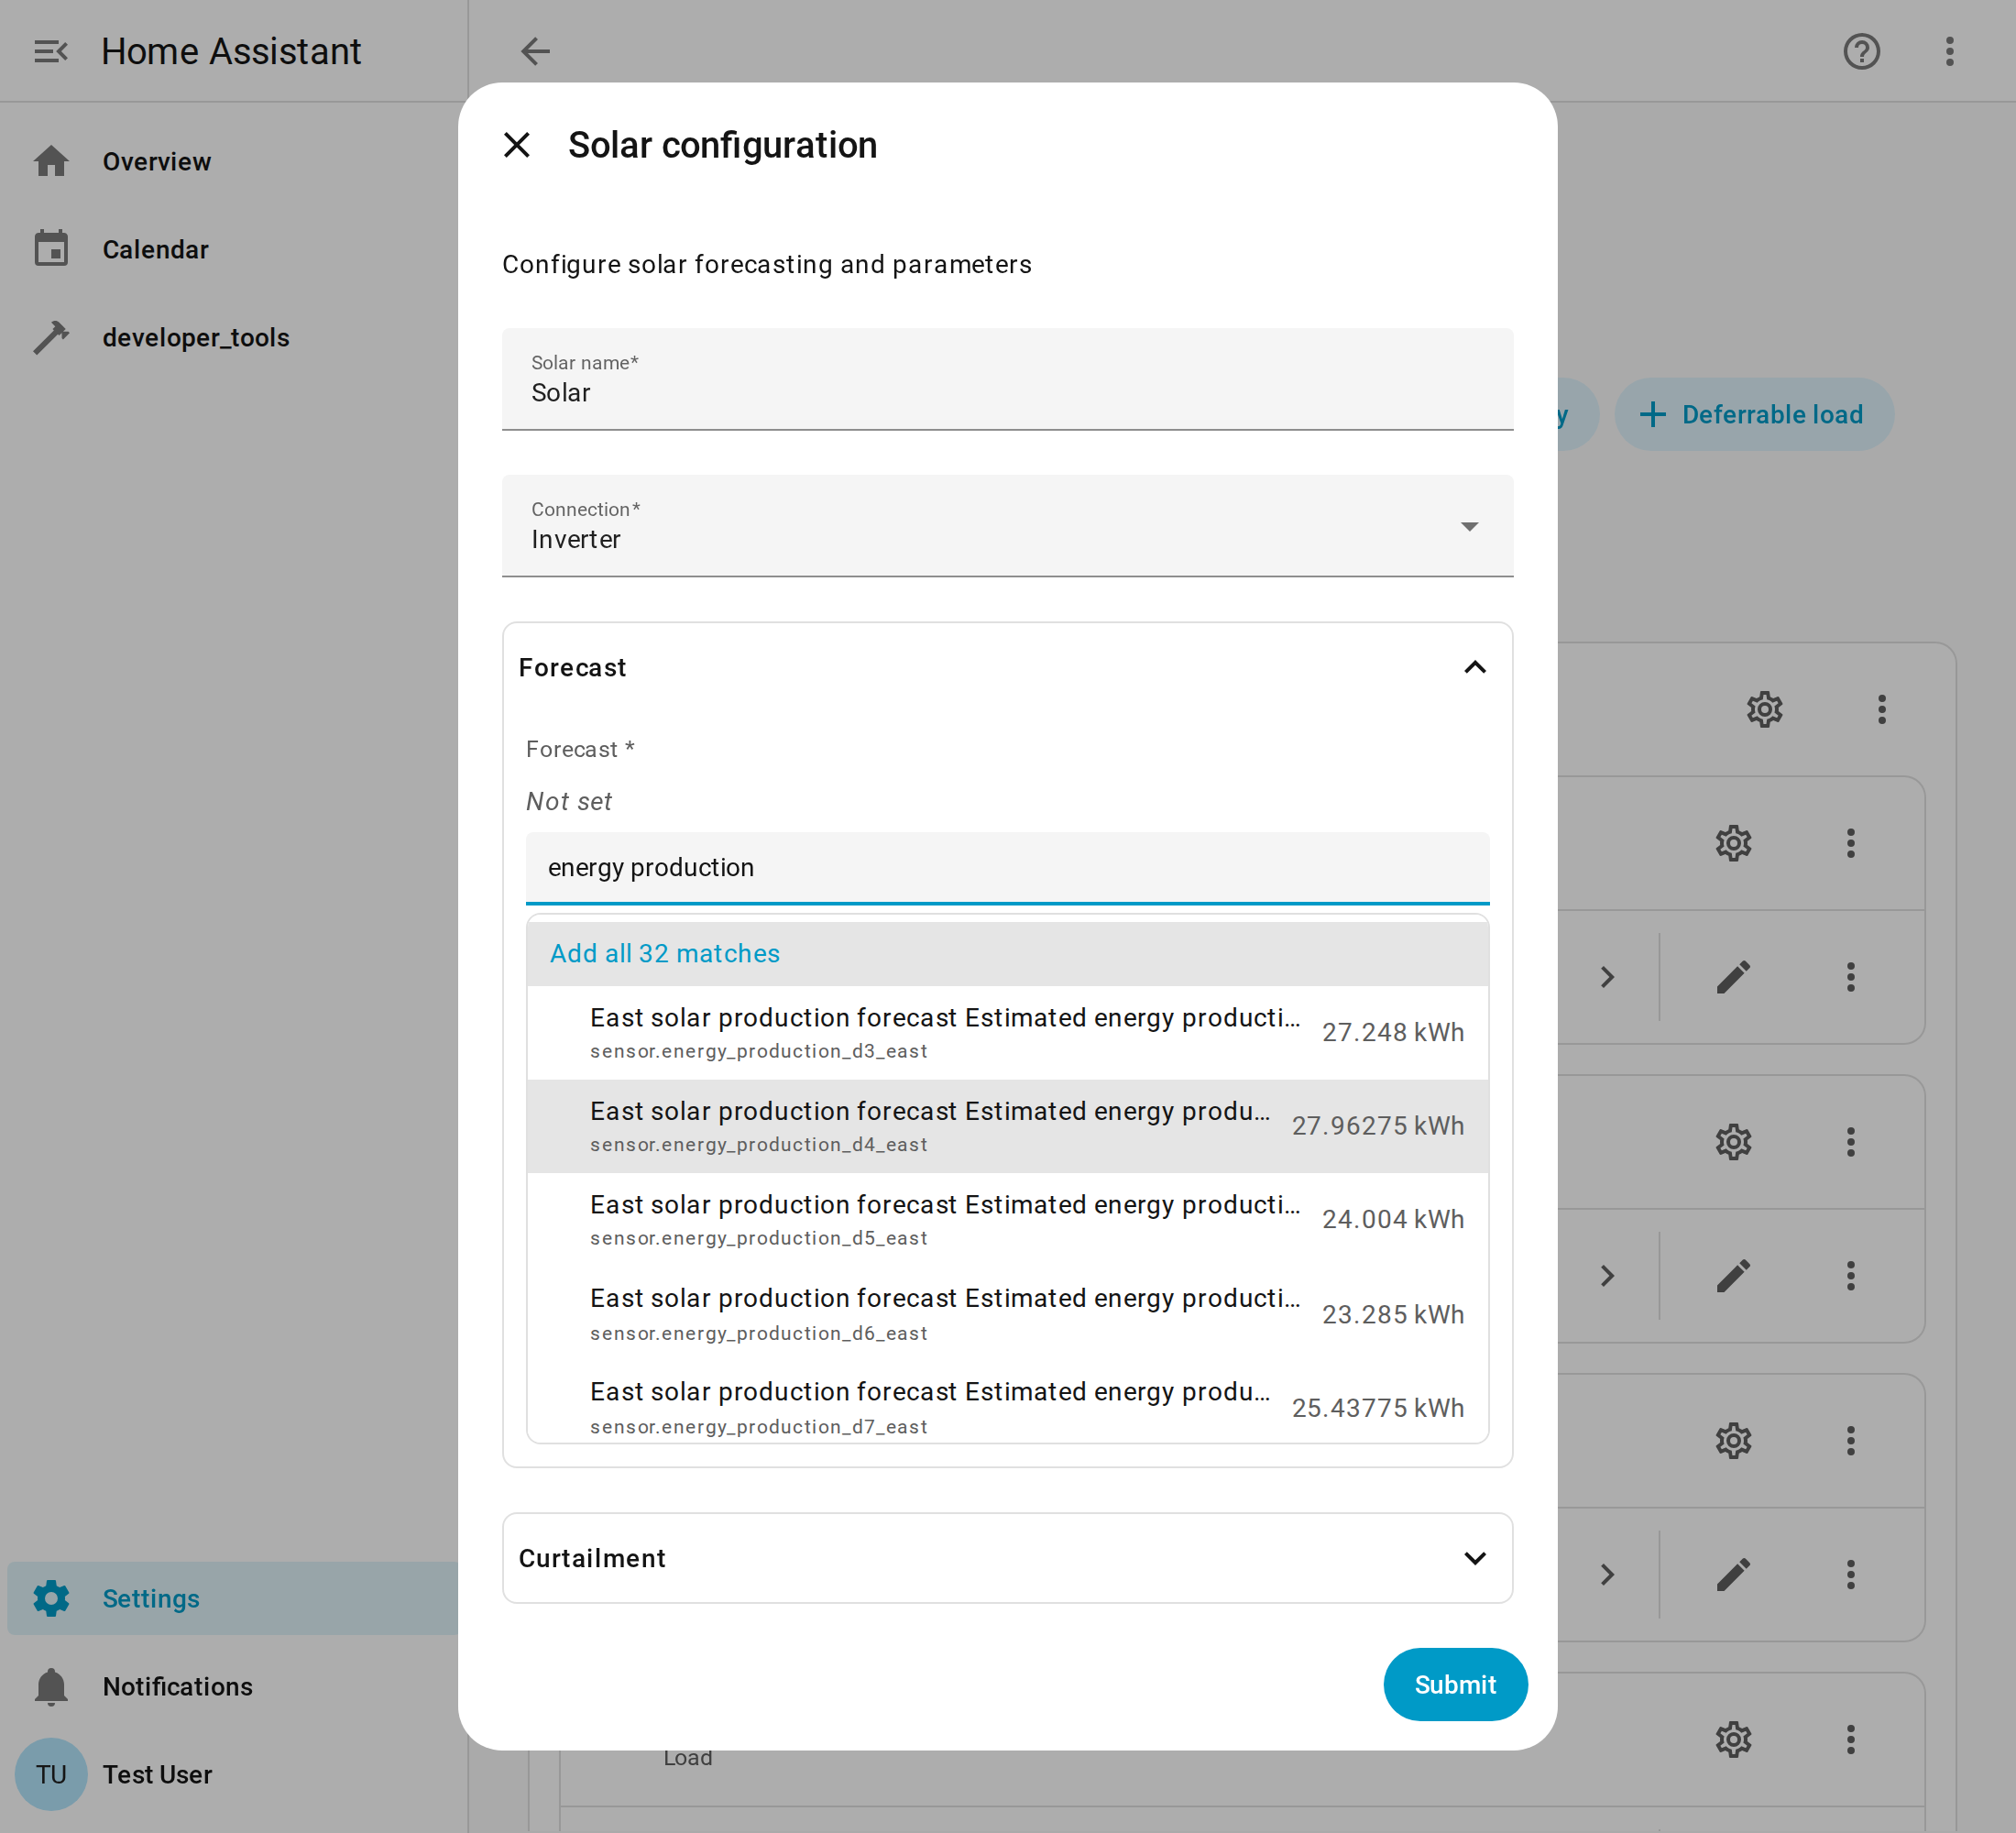 Home Assistant
Overview
Calendar
developer_tools
Settings
Notifications
TU
Test User
Solar configuration
Configure solar forecasting and parameters
Solar name*
Solar
Connection*
Inverter
Forecast
Forecast *
Not set
energy production
Add all 32 matches
East solar production forecast Estimated energy producti... 27.248 kWh
sensor.energy_production_d3_east
East solar production forecast Estimated energy produ... 27.96275 kWh
sensor.energy_production_d4_east
East solar production forecast Estimated energy producti... 24.004 kWh
sensor.energy_production_d5_east
East solar production forecast Estimated energy producti... 23.285 kWh
sensor.energy_production_d6_east
East solar production forecast Estimated energy produ... 25.43775 kWh
sensor.energy_production_d7_east
Curtailment
Submit
y
Deferrable load
Load